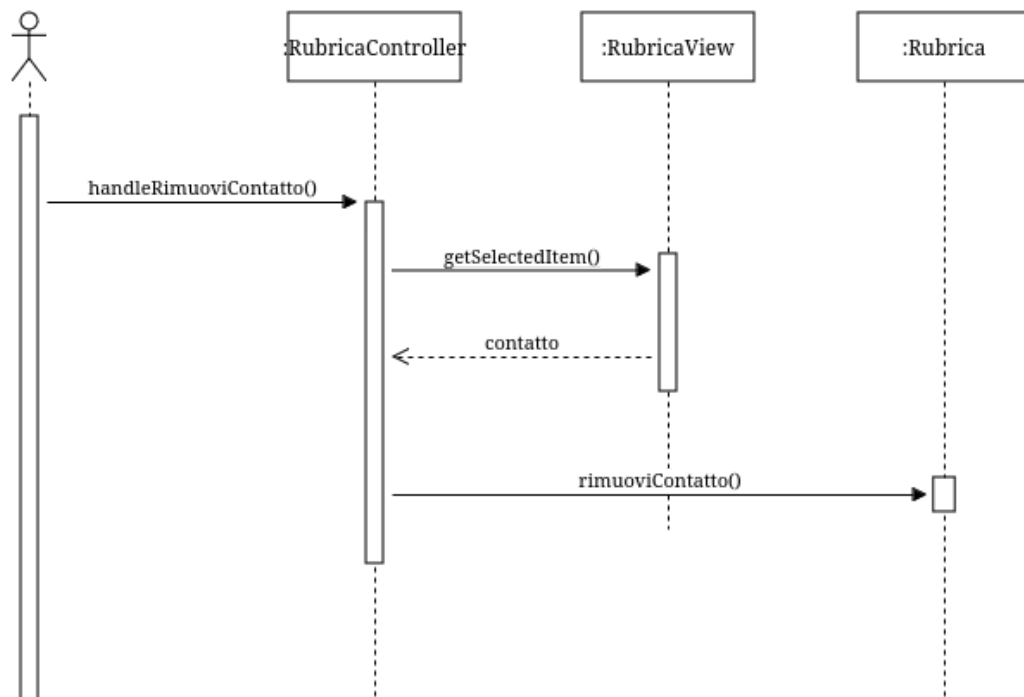 :RubricaController
:RubricaView
:Rubrica
handleRimuoviContatto()
getSelectedItem()
contatto
rimuoviContatto()